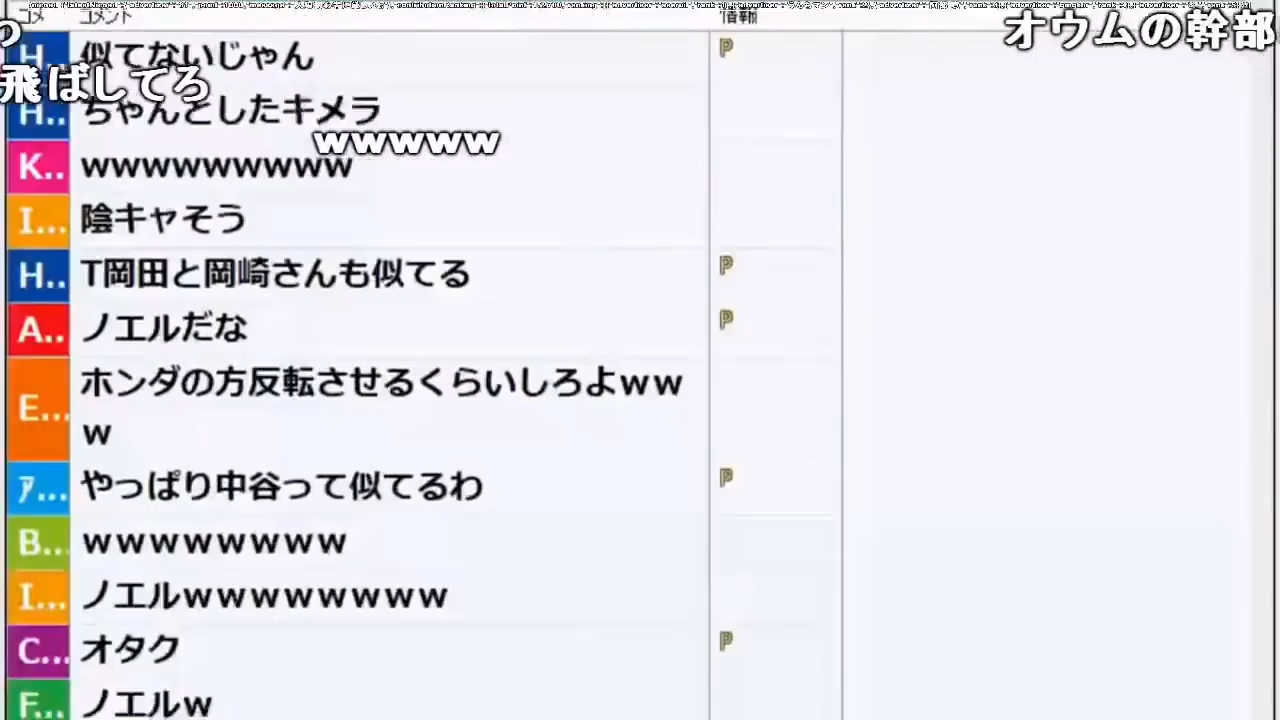 コメ コメント 情報
オウムの幹部
H.. 似てないじゃん P
飛ばしてろ
H.. ちゃんとしたキメラ
wwwwww
K.. wwwwwwwwww
I... 陰キャそう
H.. T岡田と岡崎さんも似てる P
A.. ノエルだな P
E... ホンダの方反転させるくらいしろよｗｗ
ｗ
ｱ... やっぱり中谷って似てるわ P
B... ｗｗｗｗｗｗｗｗ
I... ノエルｗｗｗｗｗｗｗｗ
C... オタク P
F... ノエルw